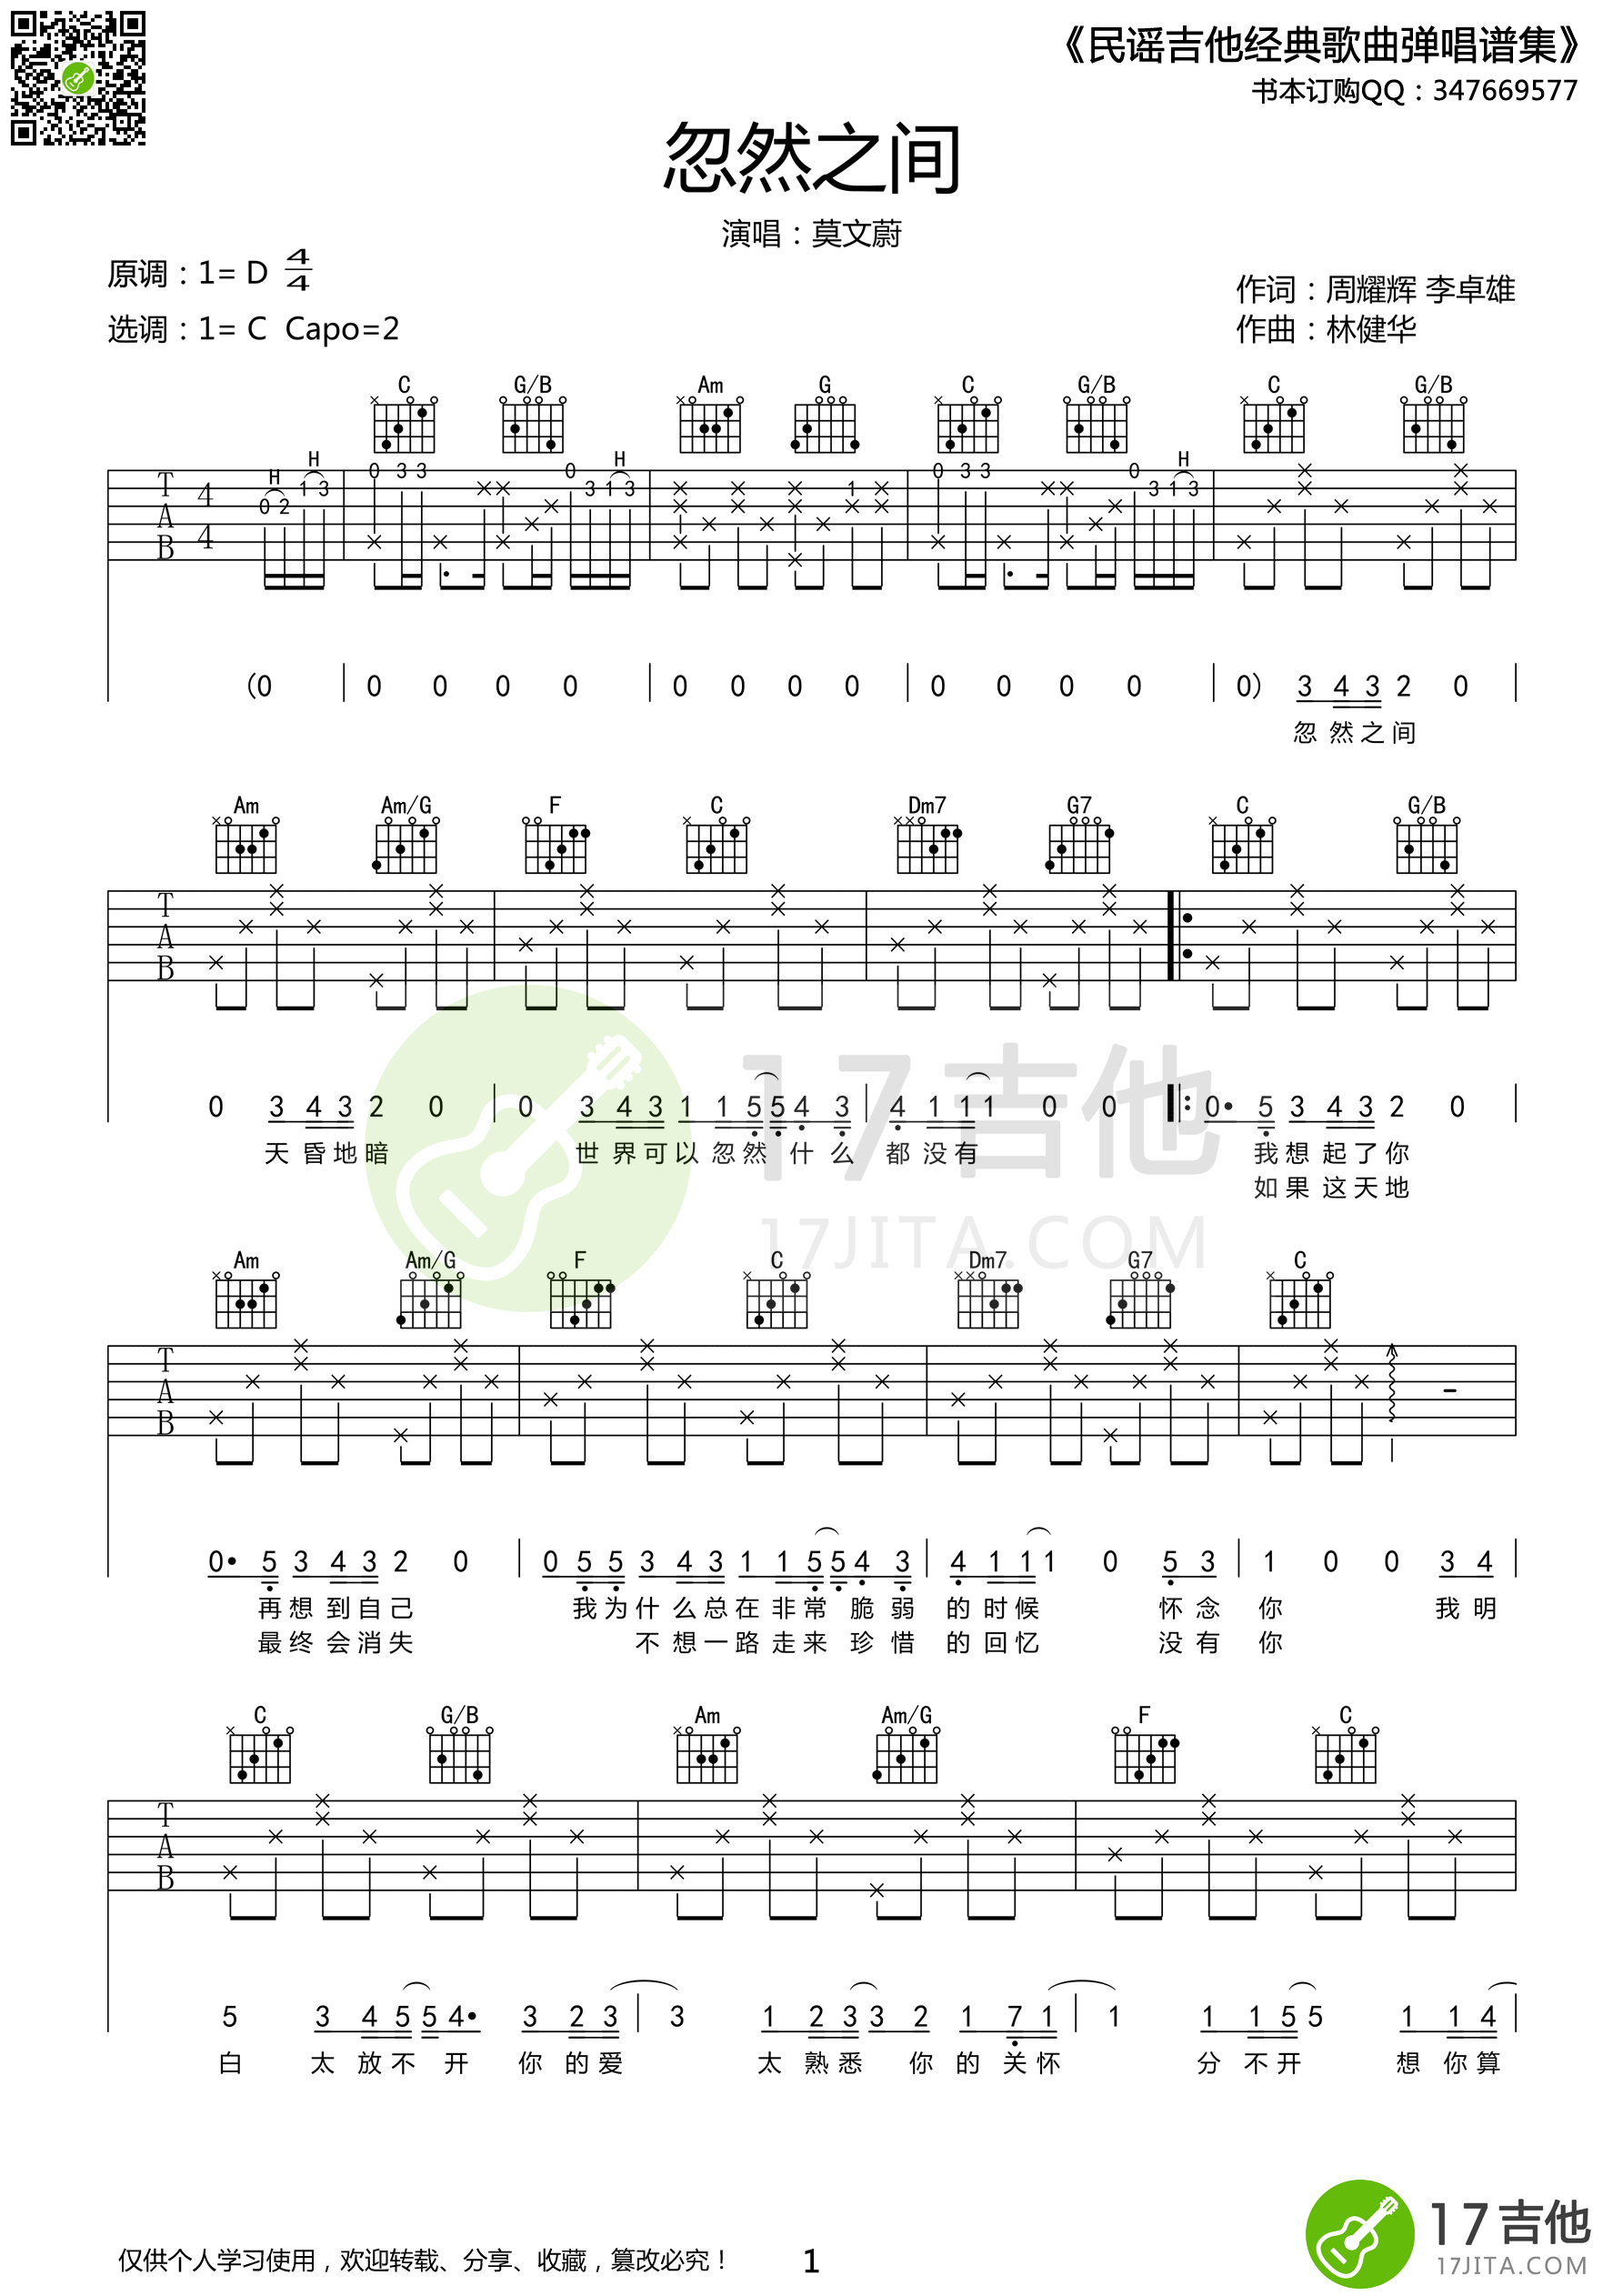 《民谣吉他经典歌曲弹唱谱集》
书本订购QQ：347669577
忽然之间
演唱：莫文蔚
原调：1= D 4/4
选调：1= C Capo=2
作词：周耀辉 李卓雄
作曲：林健华
C G/B Am G C G/B C G/B
H H H H
0 2 1 3 0 3 3 0 3 1 3 1 0 3 3 0 3 1 3
T A B 4 4
(0 | 0 0 0 0 | 0 0 0 0 | 0 0 0 0 | 0) 3 4 3 2 0 |
忽 然 之 间
Am Am/G F C Dm7 G7 C G/B
T A B
0 3 4 3 2 0 | 0 3 4 3 1 1 5 5 4 3 | 4 1 1 1 0 0 |: 0· 5 3 4 3 2 0 |
天 昏 地 暗 世 界 可 以 忽 然 什 么 都 没 有 我 想 起 了 你
如 果 这 天 地
17吉他
17JITA.COM
Am Am/G F C Dm7 G7 C
T A B
0· 5 3 4 3 2 0 | 0 5 5 3 4 3 1 1 5 5 4 3 | 4 1 1 1 0 5 3 | 1 0 0 3 4 |
再 想 到 自 己 我 为 什 么 总 在 非 常 脆 弱 的 时 候 怀 念 你 我 明
最 终 会 消 失 不 想 一 路 走 来 珍 惜 的 回 忆 没 有 你
C G/B Am Am/G F C
T A B
5 3 4 5 5 4· 3 2 3 | 3 1 2 3 3 2 1 7 1 | 1 1 1 5 5 1 1 4 |
白 太 放 不 开 你 的 爱 太 熟 悉 你 的 关 怀 分 不 开 想 你 算
仅供个人学习使用，欢迎转载、分享、收藏，篡改必究！
1
17吉他
17JITA.COM